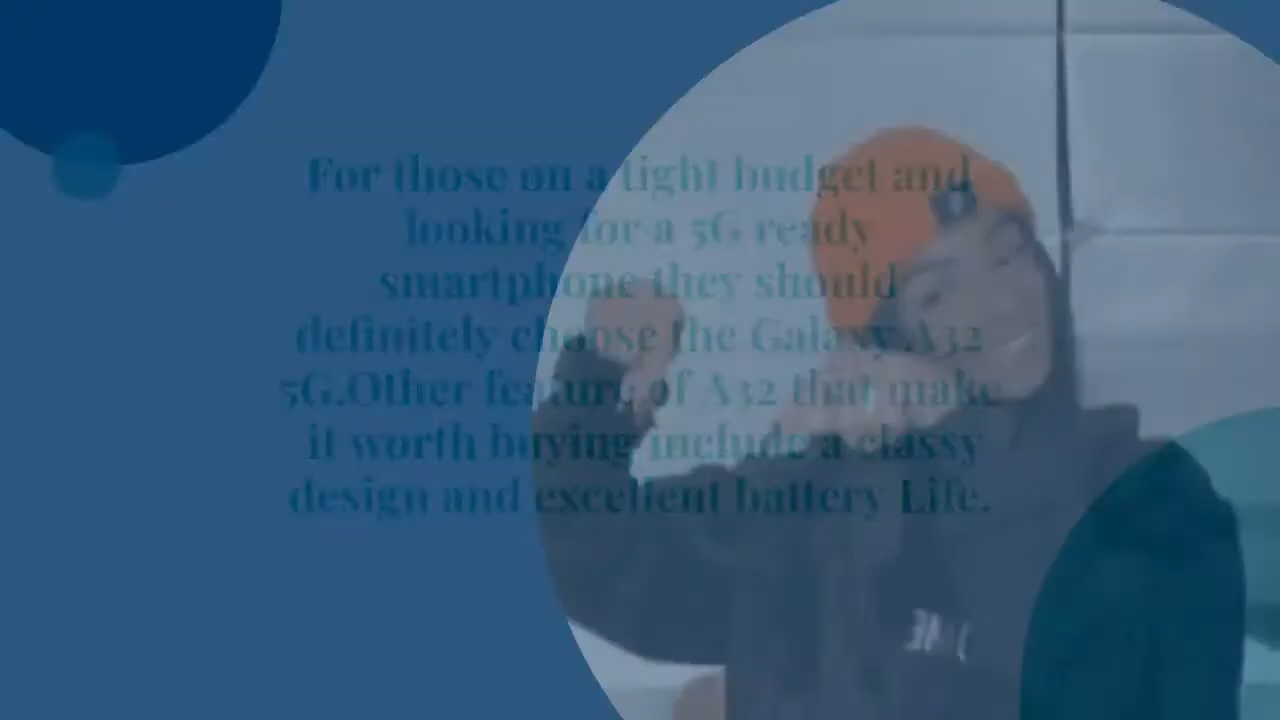 For those on a tight budget and
looking for a 5G ready
smartphone they should
definitely choose the Galaxy A32
5G.Other feature of A32 that make
it worth buying include a classy
design and excellent battery Life.